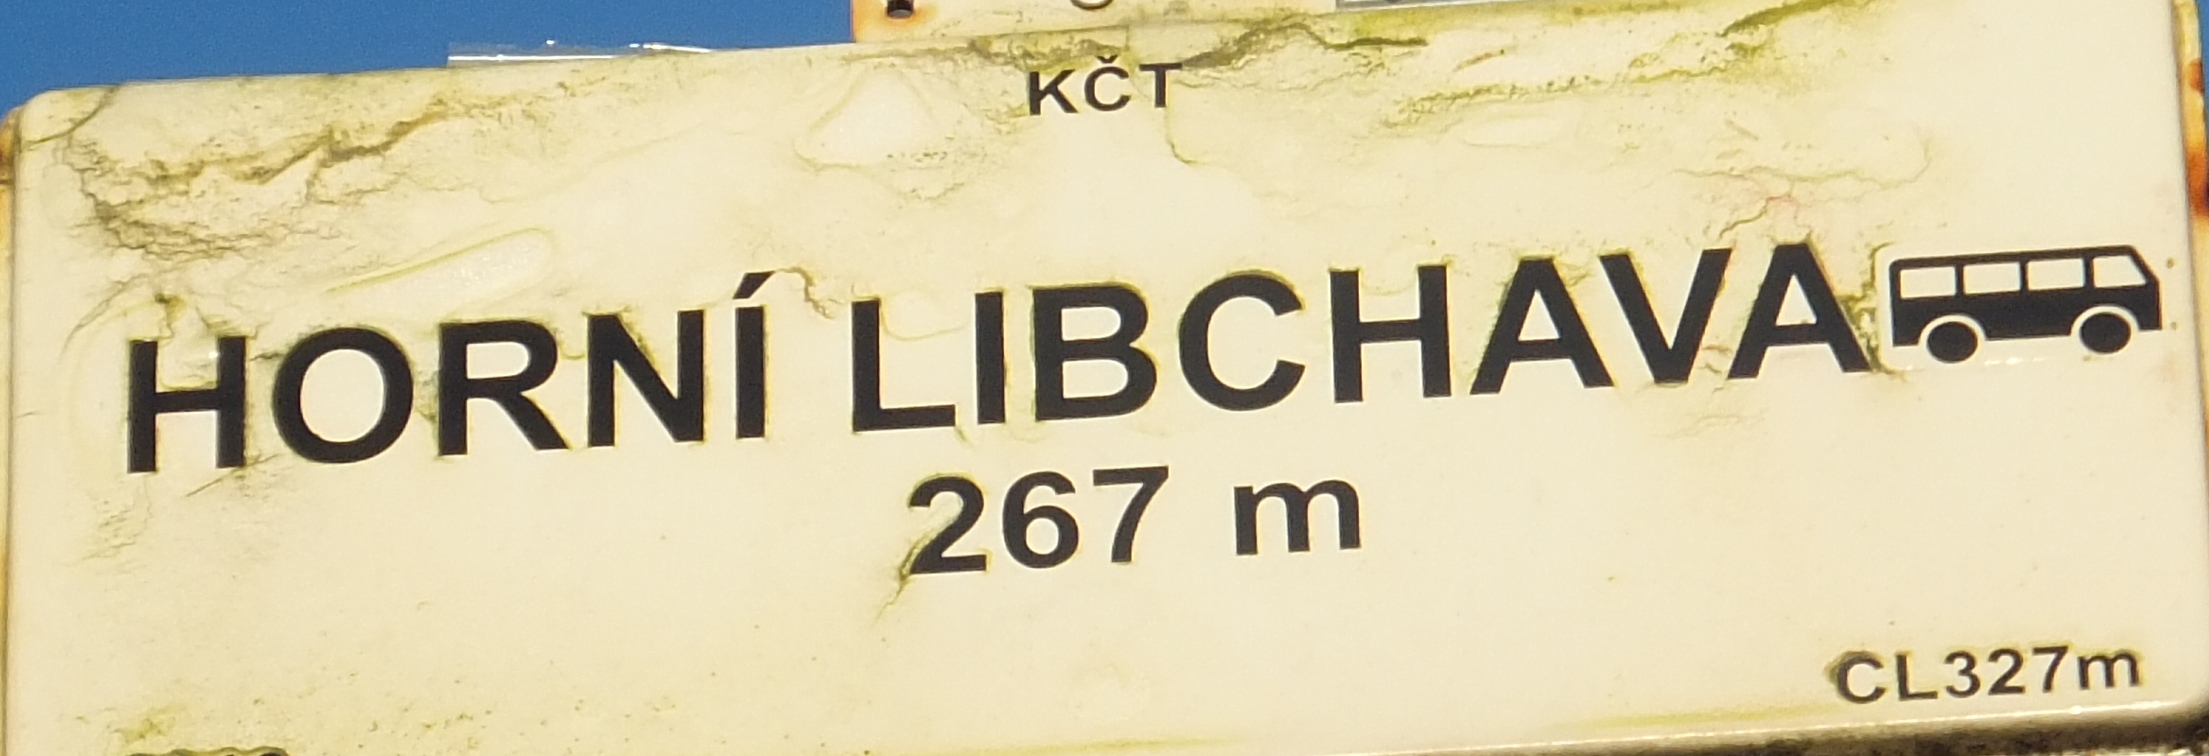 KČT
HORNÍ LIBCHAVA
267 m
CL327m